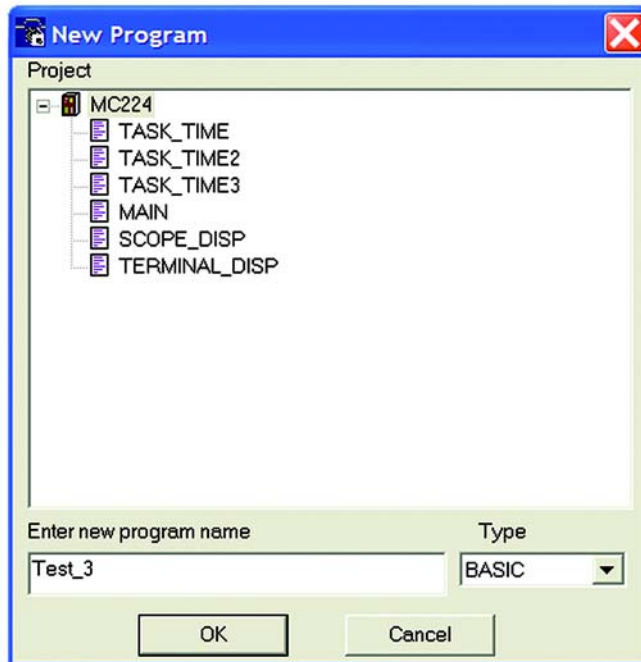 New Program
Project
MC224
TASK_TIME
TASK_TIME2
TASK_TIME3
MAIN
SCOPE_DISP
TERMINAL_DISP
Enter new program name Type
Test_3 BASIC
OK Cancel